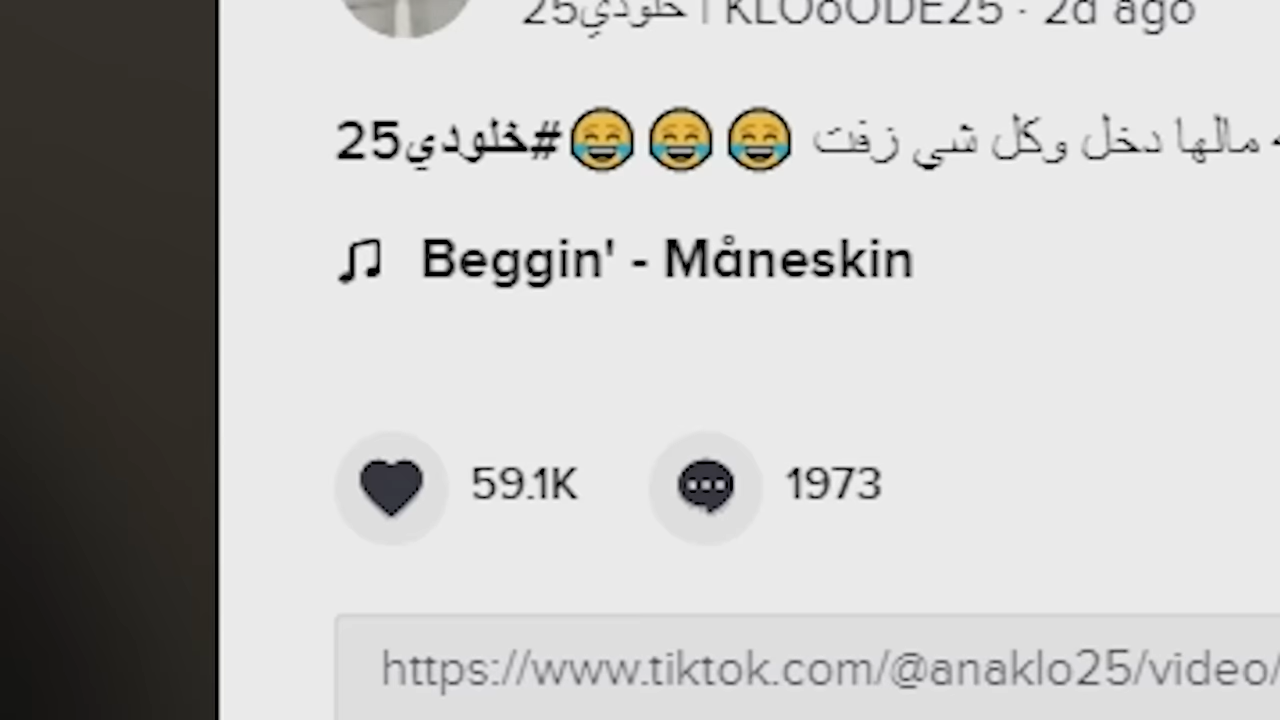 خلودي25 | KLOoODE25 · 2d ago
مالها دخل وكل شي زفت 😂😂😂 #خلودي25
♫ Beggin' - Måneskin
59.1K 1973
https://www.tiktok.com/@anaklo25/video/